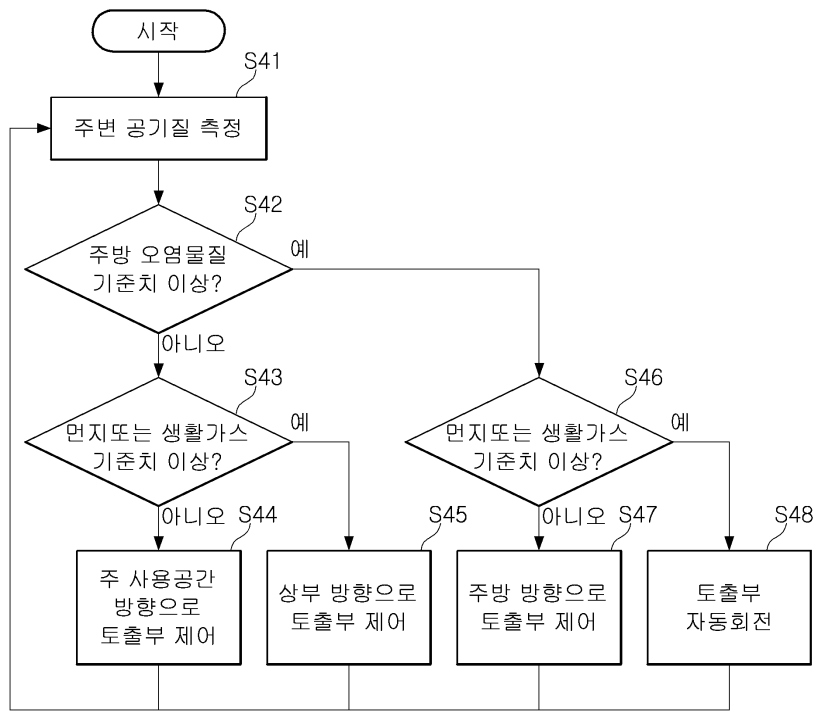 시작
S41
주변 공기질 측정
S42
주방 오염물질
기준치 이상?
예
아니오
S43
먼지또는 생활가스
기준치 이상?
예
아니오
S46
먼지또는 생활가스
기준치 이상?
예
아니오
S44
주 사용공간
방향으로
토출부 제어
S45
상부 방향으로
토출부 제어
S47
주방 방향으로
토출부 제어
S48
토출부
자동회전